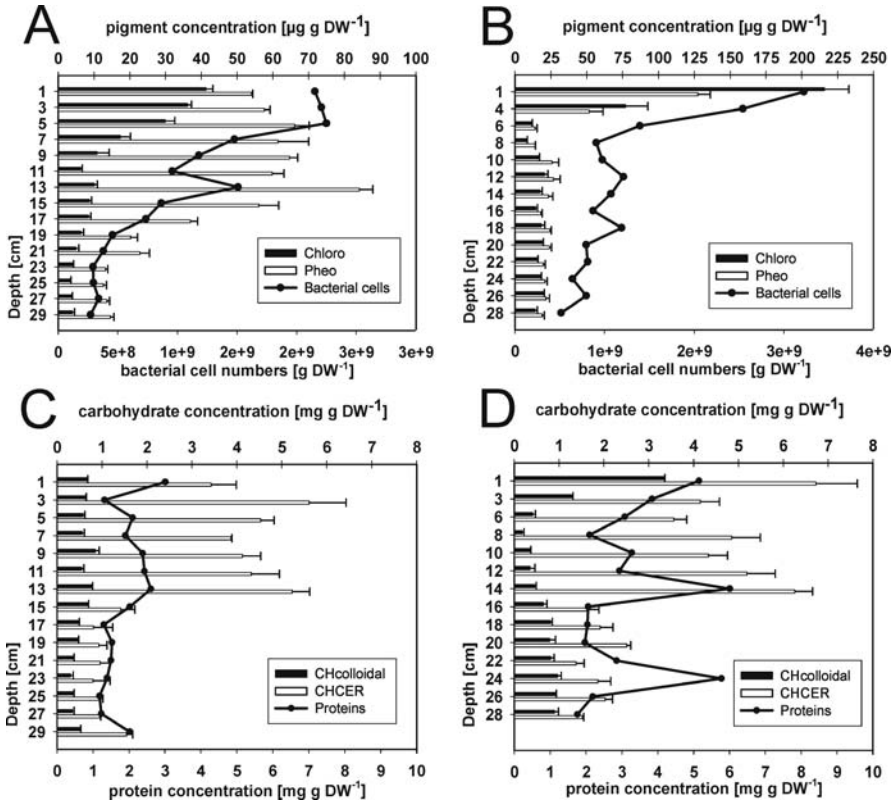 A
pigment concentration [µg g DW-1]
0 10 20 30 40 50 60 70 80 90 100
Depth [cm]
1
3
5
7
9
11
13
15
17
19
21
23
25
27
29
Chloro
Pheo
Bacterial cells
0 5e+8 1e+9 2e+9 2e+9 3e+9 3e+9
bacterial cell numbers [g DW-1]
B
pigment concentration [µg g DW-1]
0 25 50 75 100 125 150 175 200 225 250
Depth [cm]
1
4
6
8
10
12
14
16
18
20
22
24
26
28
Chloro
Pheo
Bacterial cells
0 1e+9 2e+9 3e+9 4e+9
bacterial cell numbers [g DW-1]
C
carbohydrate concentration [mg g DW-1]
0 1 2 3 4 5 6 7 8
Depth [cm]
1
3
5
7
9
11
13
15
17
19
21
23
25
27
29
CHcolloidal
CHCER
Proteins
0 1 2 3 4 5 6 7 8 9 10
protein concentration [mg g DW-1]
D
carbohydrate concentration [mg g DW-1]
0 1 2 3 4 5 6 7 8
Depth [cm]
1
3
6
8
10
12
14
16
18
20
22
24
26
28
CHcolloidal
CHCER
Proteins
0 1 2 3 4 5 6 7 8 9 10
protein concentration [mg g DW-1]